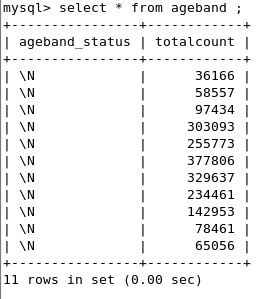 mysql> select * from ageband ;
+----------------+------------+
| ageband_status | totalcount |
+----------------+------------+
| \N             |      36166 |
| \N             |      58557 |
| \N             |      97434 |
| \N             |     303093 |
| \N             |     255773 |
| \N             |     377806 |
| \N             |     329637 |
| \N             |     234461 |
| \N             |     142953 |
| \N             |      78461 |
| \N             |      65056 |
+----------------+------------+
11 rows in set (0.00 sec)